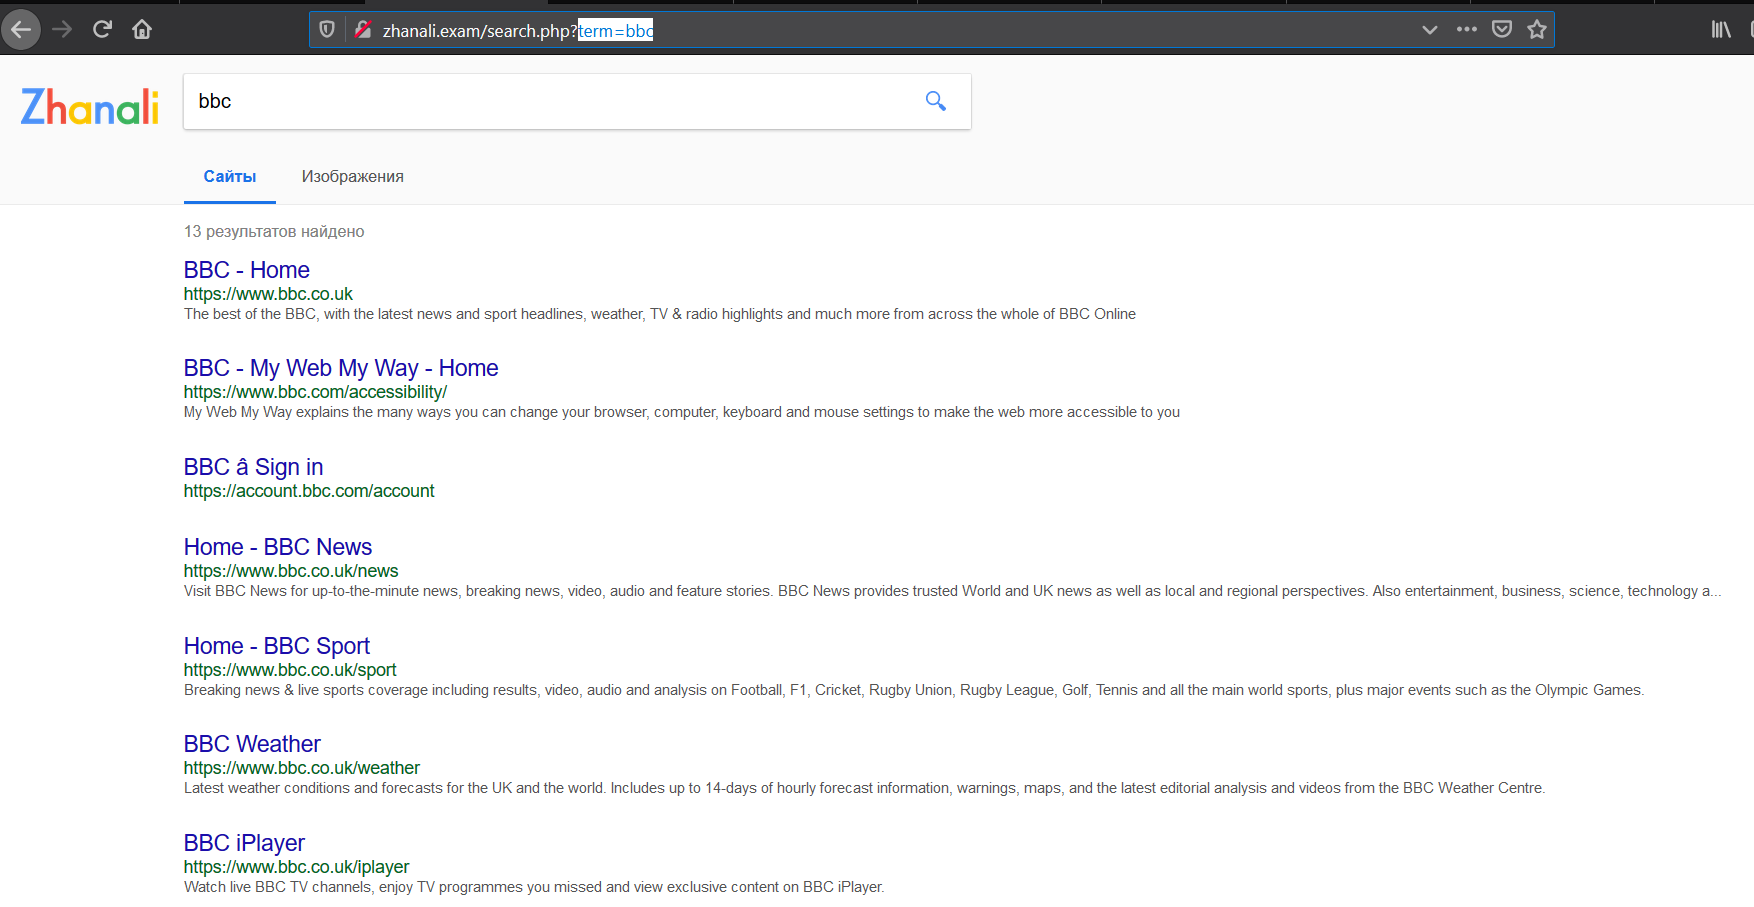 zhanali.exam/search.php?term=bbc
Zhanali
bbc
Сайты Изображения
13 результатов найдено
BBC - Home
https://www.bbc.co.uk
The best of the BBC, with the latest news and sport headlines, weather, TV & radio highlights and much more from across the whole of BBC Online
BBC - My Web My Way - Home
https://www.bbc.com/accessibility/
My Web My Way explains the many ways you can change your browser, computer, keyboard and mouse settings to make the web more accessible to you
BBC â Sign in
https://account.bbc.com/account
Home - BBC News
https://www.bbc.co.uk/news
Visit BBC News for up-to-the-minute news, breaking news, video, audio and feature stories. BBC News provides trusted World and UK news as well as local and regional perspectives. Also entertainment, business, science, technology a...
Home - BBC Sport
https://www.bbc.co.uk/sport
Breaking news & live sports coverage including results, video, audio and analysis on Football, F1, Cricket, Rugby Union, Rugby League, Golf, Tennis and all the main world sports, plus major events such as the Olympic Games.
BBC Weather
https://www.bbc.co.uk/weather
Latest weather conditions and forecasts for the UK and the world. Includes up to 14-days of hourly forecast information, warnings, maps, and the latest editorial analysis and videos from the BBC Weather Centre.
BBC iPlayer
https://www.bbc.co.uk/iplayer
Watch live BBC TV channels, enjoy TV programmes you missed and view exclusive content on BBC iPlayer.